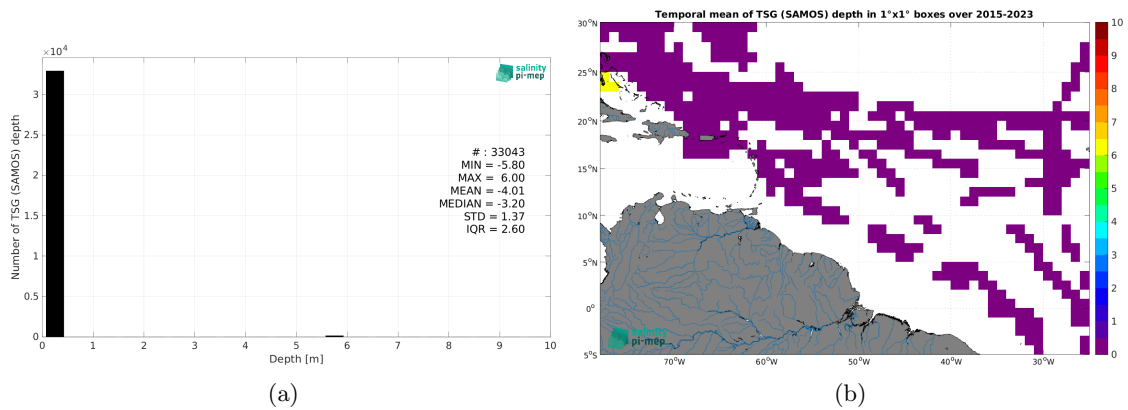 ×10⁴
3
2.5
2
1.5
1
0.5
0
0 1 2 3 4 5 6 7 8 9 10
Number of TSG (SAMOS) depth
Depth [m]
salinity
pi-mep
# : 33043
MIN = -5.80
MAX = 6.00
MEAN = -4.01
MEDIAN = -3.20
STD = 1.37
IQR = 2.60
(a)
Temporal mean of TSG (SAMOS) depth in 1°x1° boxes over 2015-2023
30°N
25°N
20°N
15°N
10°N
5°N
0°
5°S
70°W 60°W 50°W 40°W 30°W
salinity
pi-mep
10
9
8
7
6
5
4
3
2
1
0
(b)